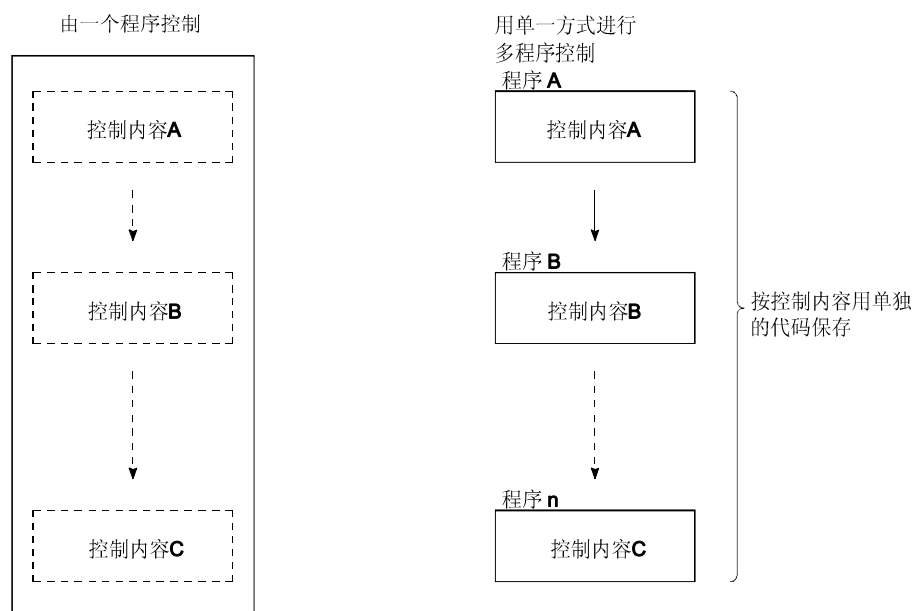 由一个程序控制
控制内容A
控制内容B
控制内容C
用单一方式进行
多程序控制
程序 A
控制内容A
程序 B
控制内容B
程序 n
控制内容C
按控制内容用单独
的代码保存